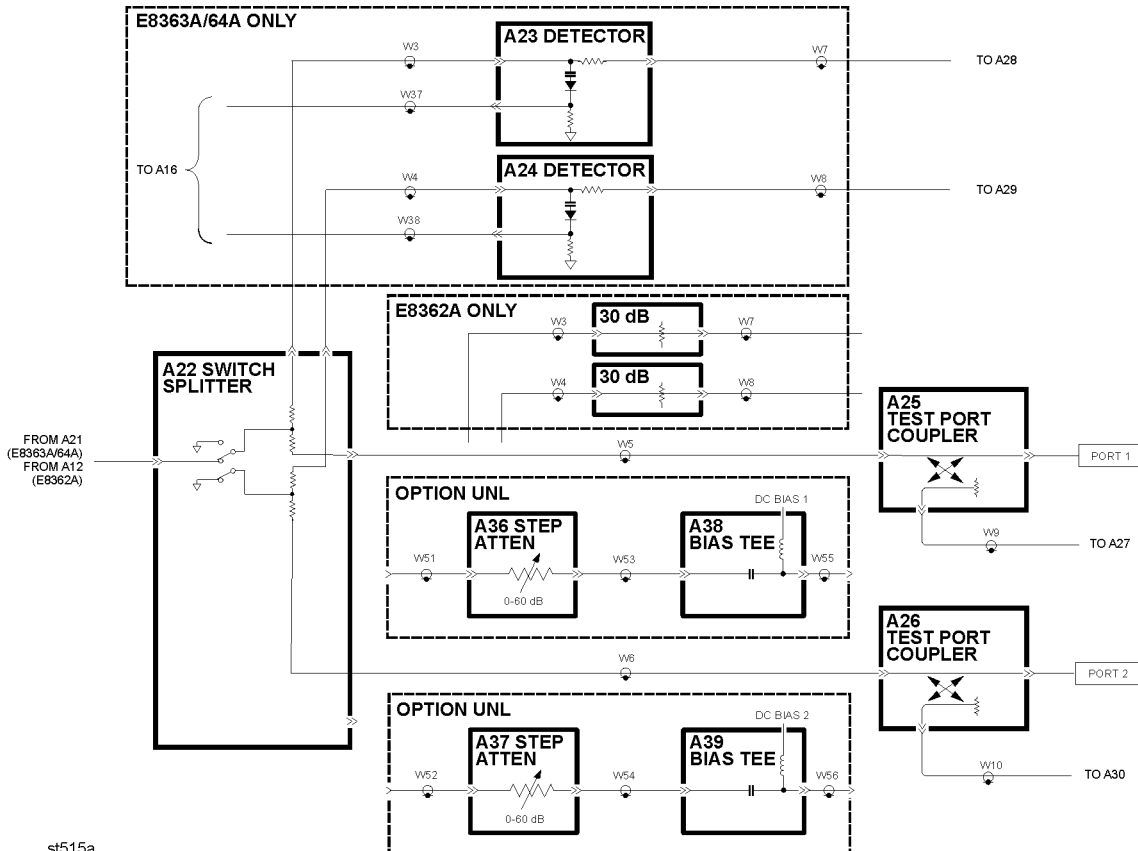 E8363A/64A ONLY
A23 DETECTOR
W3
W7
TO A28
W37
TO A16
A24 DETECTOR
W4
W8
TO A29
W38
E8362A ONLY
30 dB
W3
W7
30 dB
W4
W8
A22 SWITCH
SPLITTER
FROM A21
(E8363A/64A)
FROM A12
(E8362A)
A25
TEST PORT
COUPLER
W5
PORT 1
W9
TO A27
OPTION UNL
A36 STEP
ATTEN
W51
0-60 dB
W53
DC BIAS 1
A38
BIAS TEE
W55
A26
TEST PORT
COUPLER
W6
PORT 2
W10
TO A30
OPTION UNL
A37 STEP
ATTEN
W52
0-60 dB
W54
DC BIAS 2
A39
BIAS TEE
W56
st515a